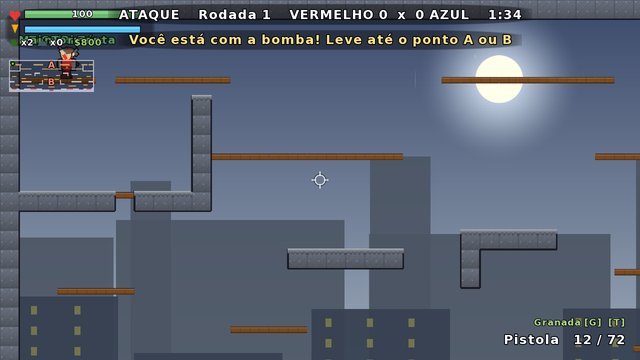 100 ATAQUE Rodada 1 VERMELHO 0 x 0 AZUL 1:34
x2 x0 $800 Você está com a bomba! Leve até o ponto A ou B
A
B
Granada [G] [T]
Pistola 12 / 72